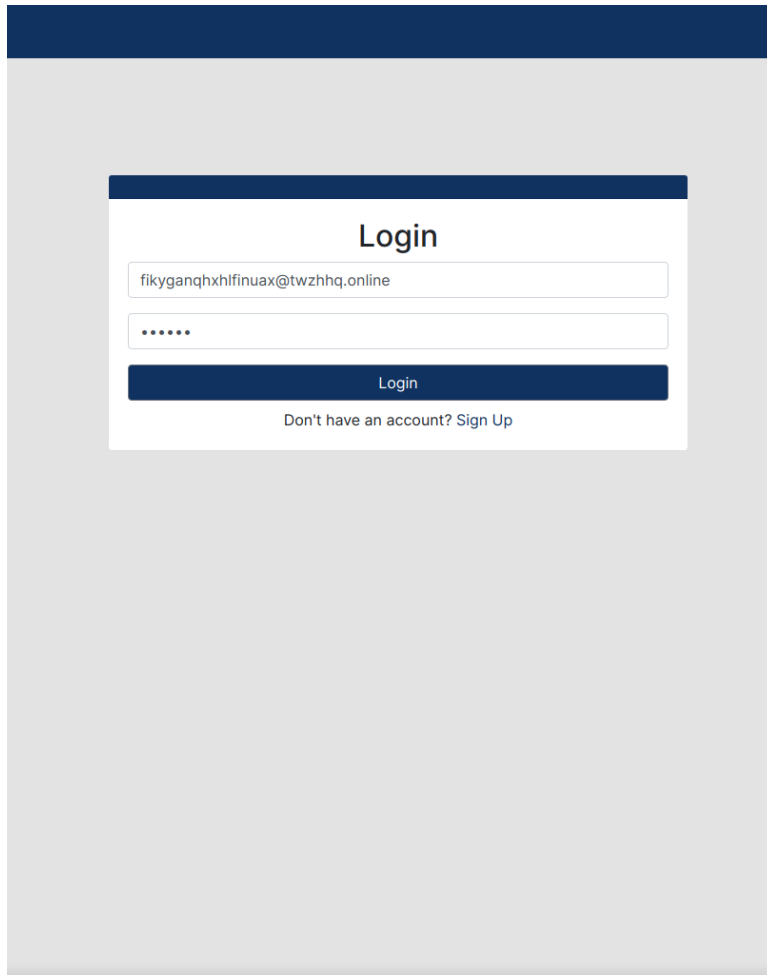 Login
fikyganqhxhlfinuax@twzhhq.online
••••••
Login
Don't have an account? Sign Up